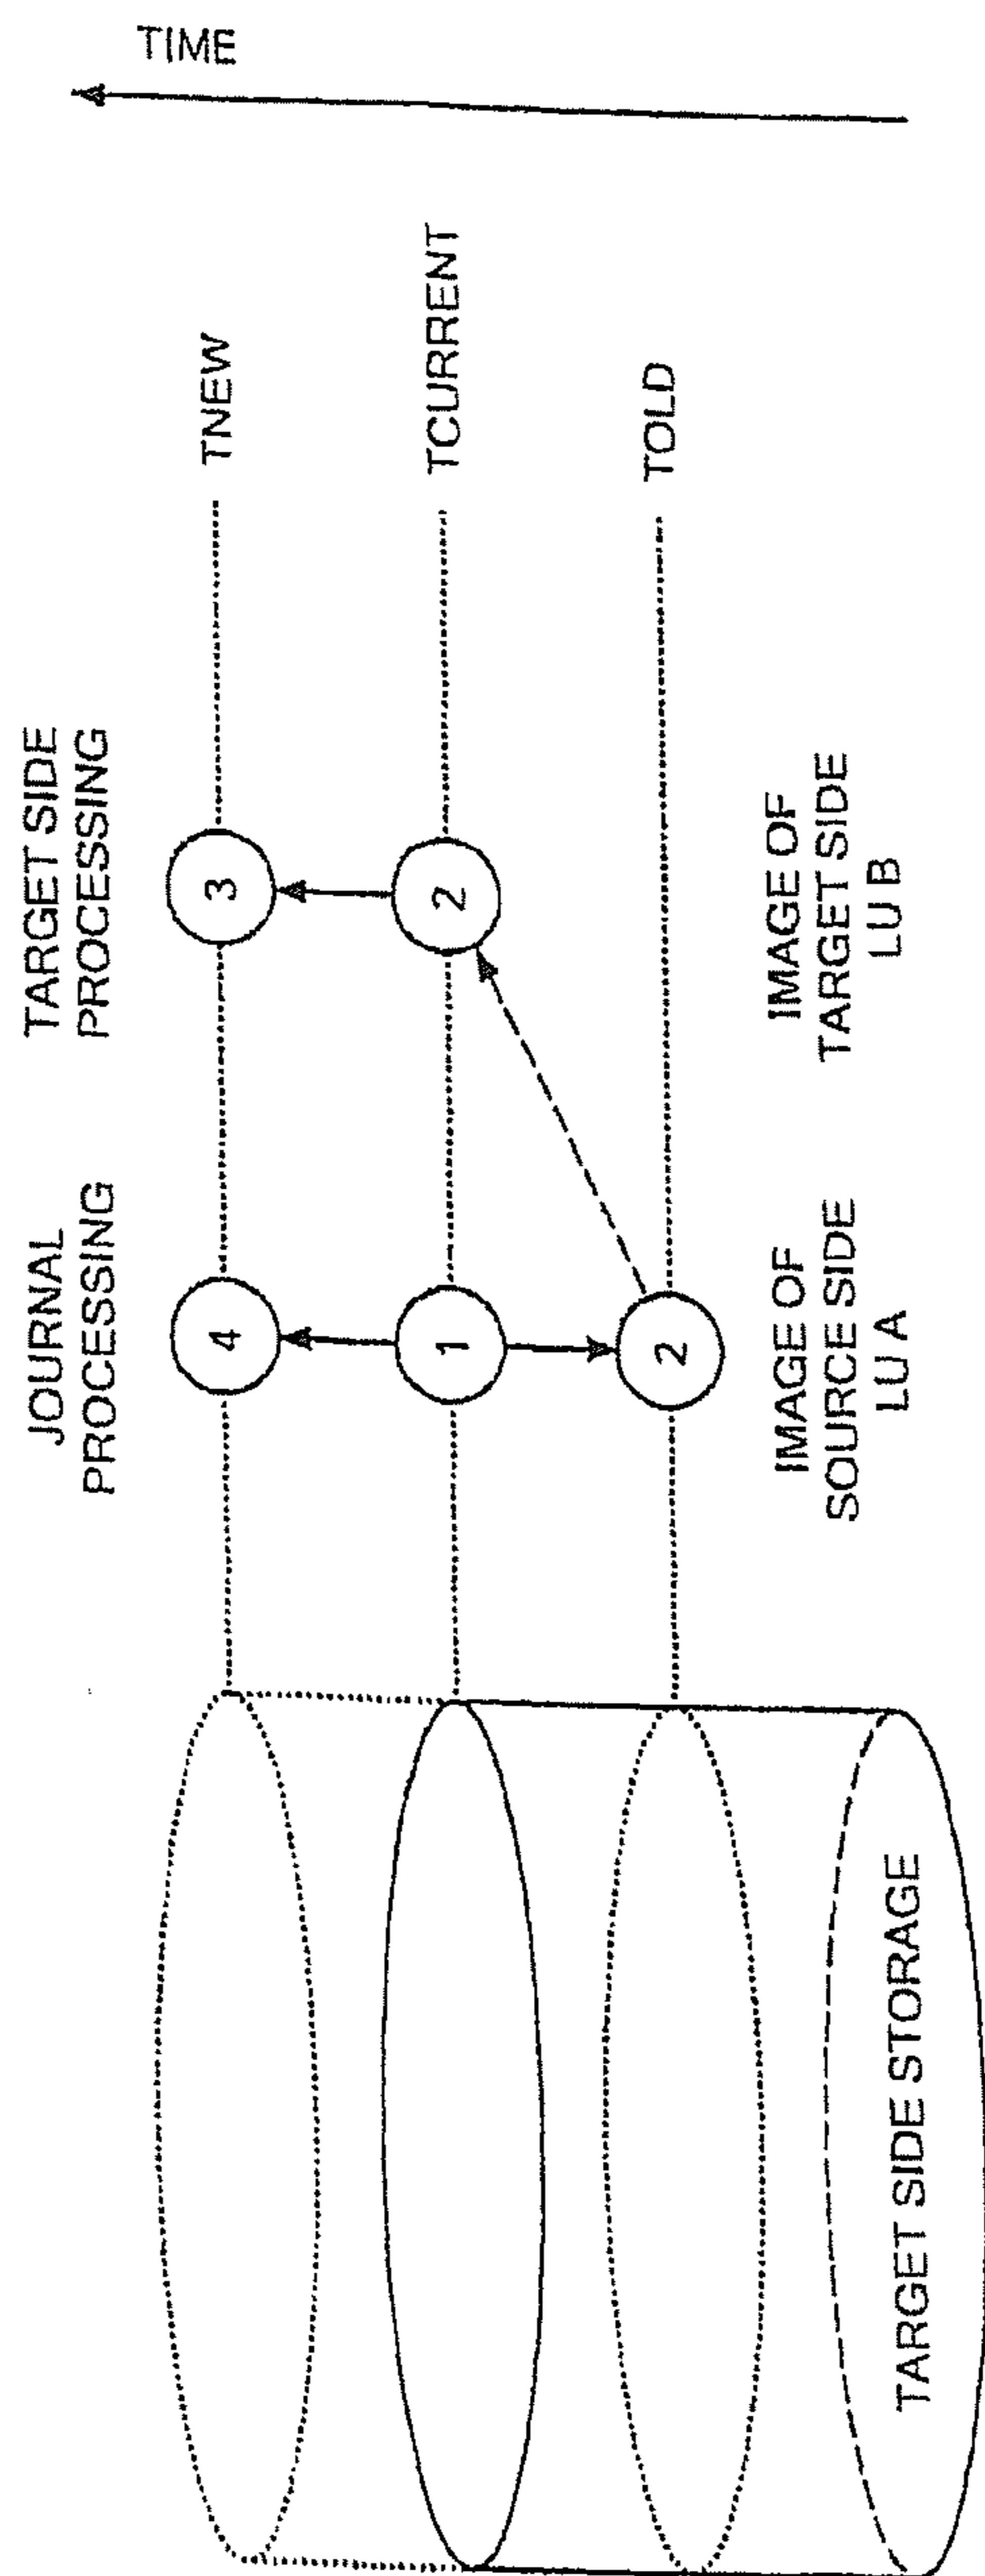 TIME
TNEW
TCURRENT
TOLD
JOURNAL
PROCESSING
TARGET SIDE
PROCESSING
4
3
1
2
2
IMAGE OF
SOURCE SIDE
LU A
IMAGE OF
TARGET SIDE
LU B
TARGET SIDE STORAGE